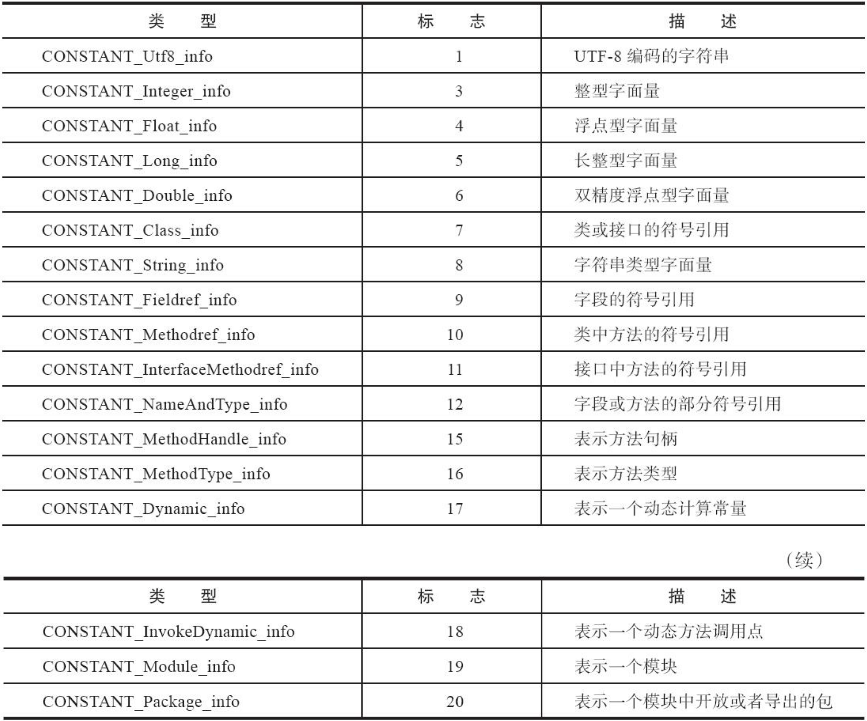 类 型 标 志 描 述
CONSTANT_Utf8_info 1 UTF-8 编码的字符串
CONSTANT_Integer_info 3 整型字面量
CONSTANT_Float_info 4 浮点型字面量
CONSTANT_Long_info 5 长整型字面量
CONSTANT_Double_info 6 双精度浮点型字面量
CONSTANT_Class_info 7 类或接口的符号引用
CONSTANT_String_info 8 字符串类型字面量
CONSTANT_Fieldref_info 9 字段的符号引用
CONSTANT_Methodref_info 10 类中方法的符号引用
CONSTANT_InterfaceMethodref_info 11 接口中方法的符号引用
CONSTANT_NameAndType_info 12 字段或方法的部分符号引用
CONSTANT_MethodHandle_info 15 表示方法句柄
CONSTANT_MethodType_info 16 表示方法类型
CONSTANT_Dynamic_info 17 表示一个动态计算常量
（续）
类 型 标 志 描 述
CONSTANT_InvokeDynamic_info 18 表示一个动态方法调用点
CONSTANT_Module_info 19 表示一个模块
CONSTANT_Package_info 20 表示一个模块中开放或者导出的包